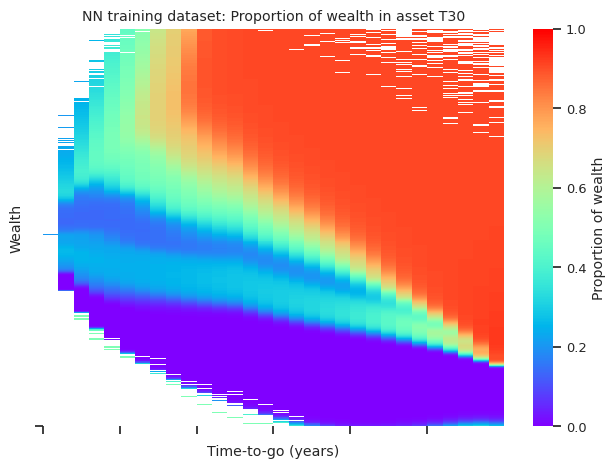 NN training dataset: Proportion of wealth in asset T30
Wealth
Time-to-go (years)
1.0
0.8
0.6
0.4
0.2
0.0
Proportion of wealth